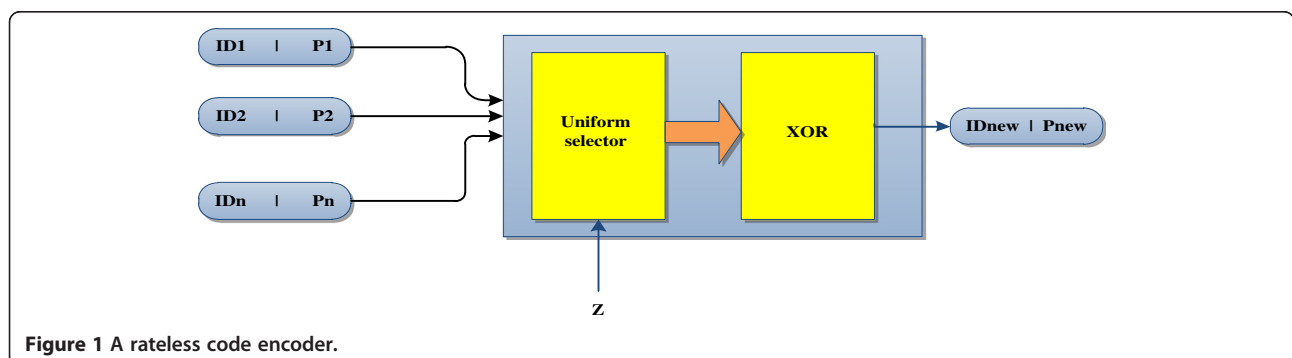 ID1 | P1
ID2 | P2
IDn | Pn
Uniform
selector
XOR
IDnew | Pnew
Z
Figure 1 A rateless code encoder.